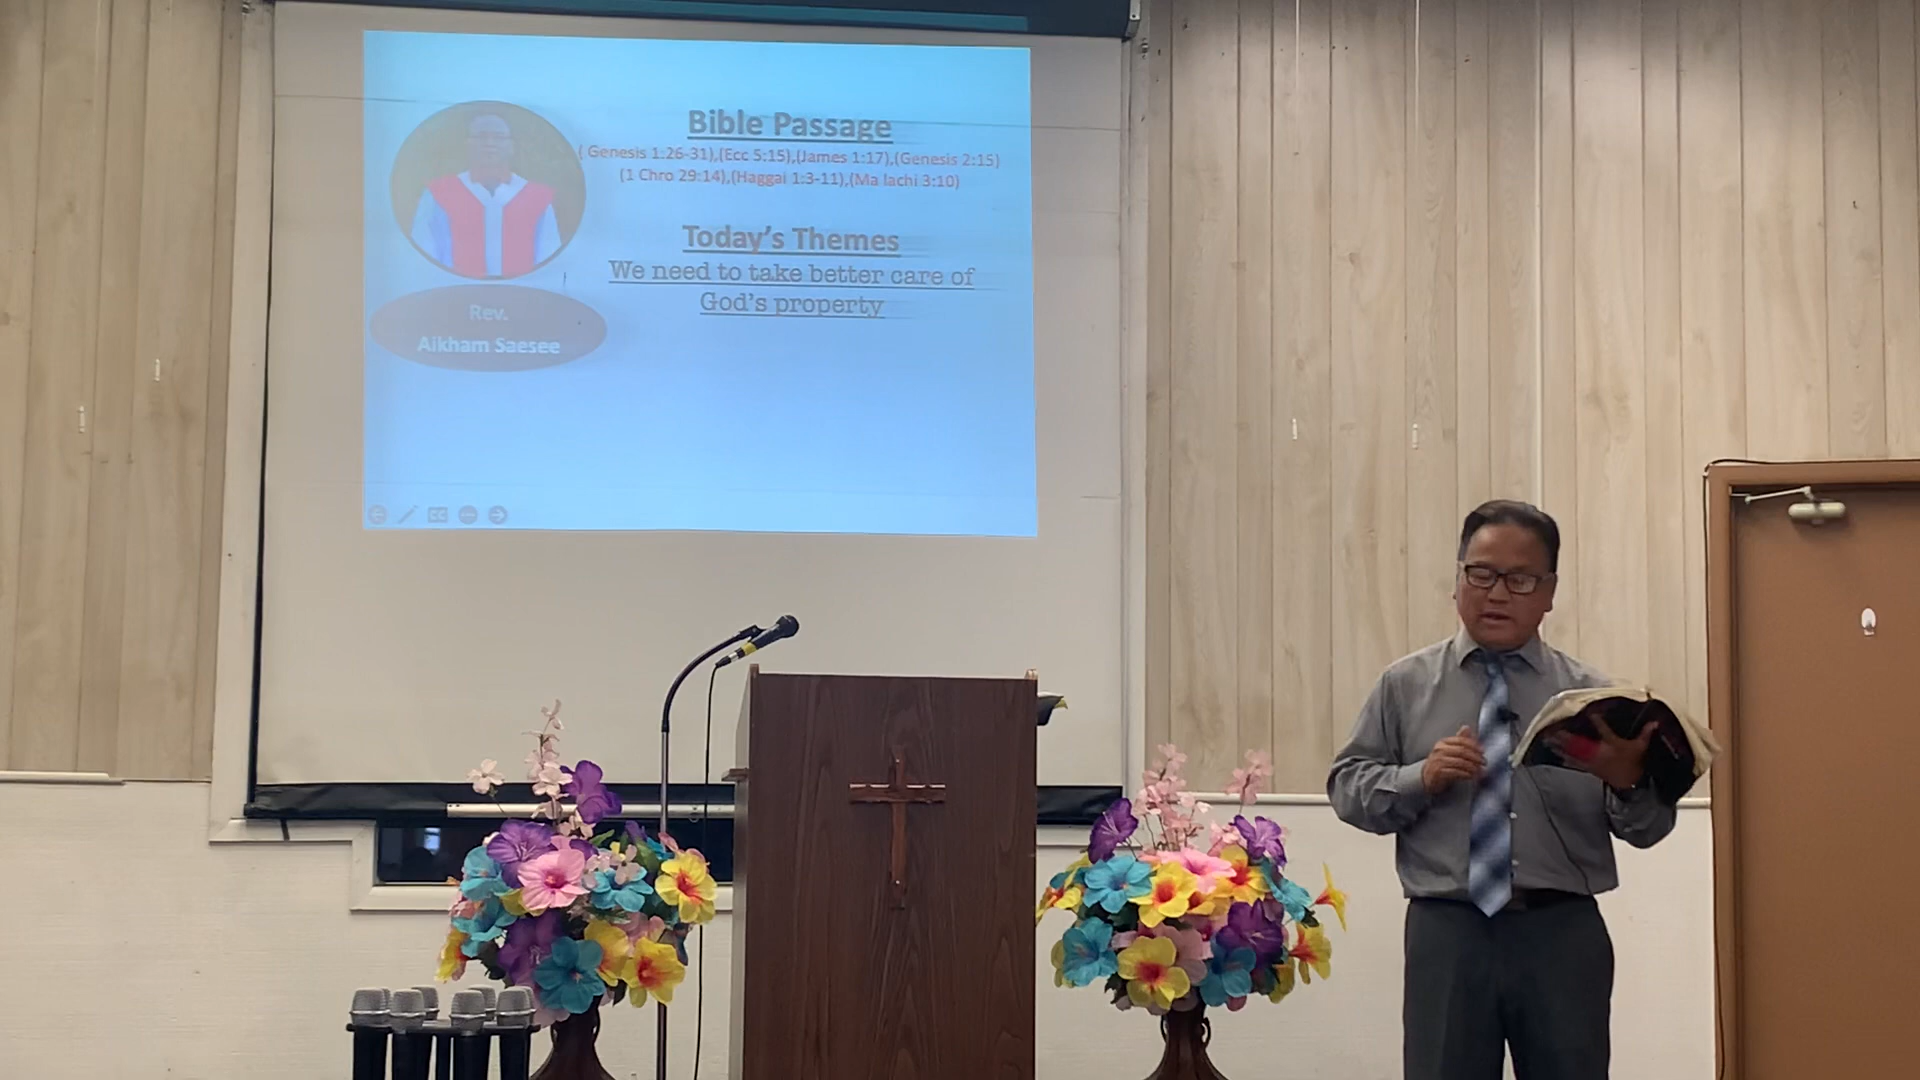 Bible Passage
( Genesis 1:26-31),(Ecc 5:15),(James 1:17),(Genesis 2:15)
(1 Chro 29:14),(Haggai 1:3-11),(Ma lachi 3:10)
Today's Themes
We need to take better care of
God's property
Rev.
Aikham Saesee
CC